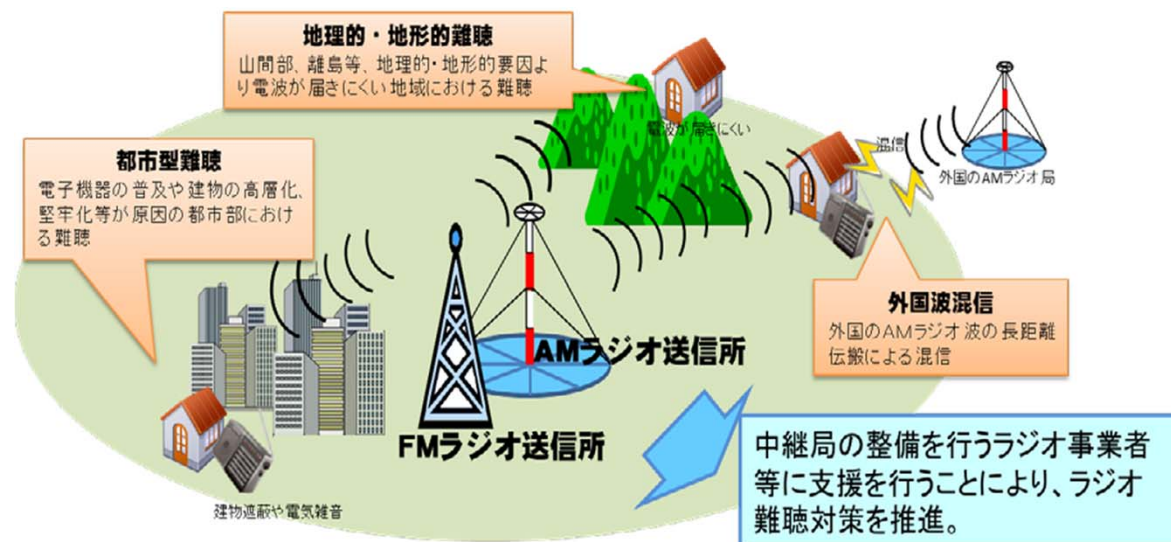 地理的・地形的難聴
山間部、離島等、地理的・地形的要因よ
り電波が届きにくい地域における難聴
電波が届きにくい
都市型難聴
電子機器の普及や建物の高層化、
堅牢化等が原因の都市部におけ
る難聴
混信
外国のAMラジオ局
外国波混信
外国のAMラジオ波の長距離
伝搬による混信
AMラジオ送信所
FMラジオ送信所
建物遮蔽や電気雑音
中継局の整備を行うラジオ事業者
等に支援を行うことにより、ラジオ
難聴対策を推進。